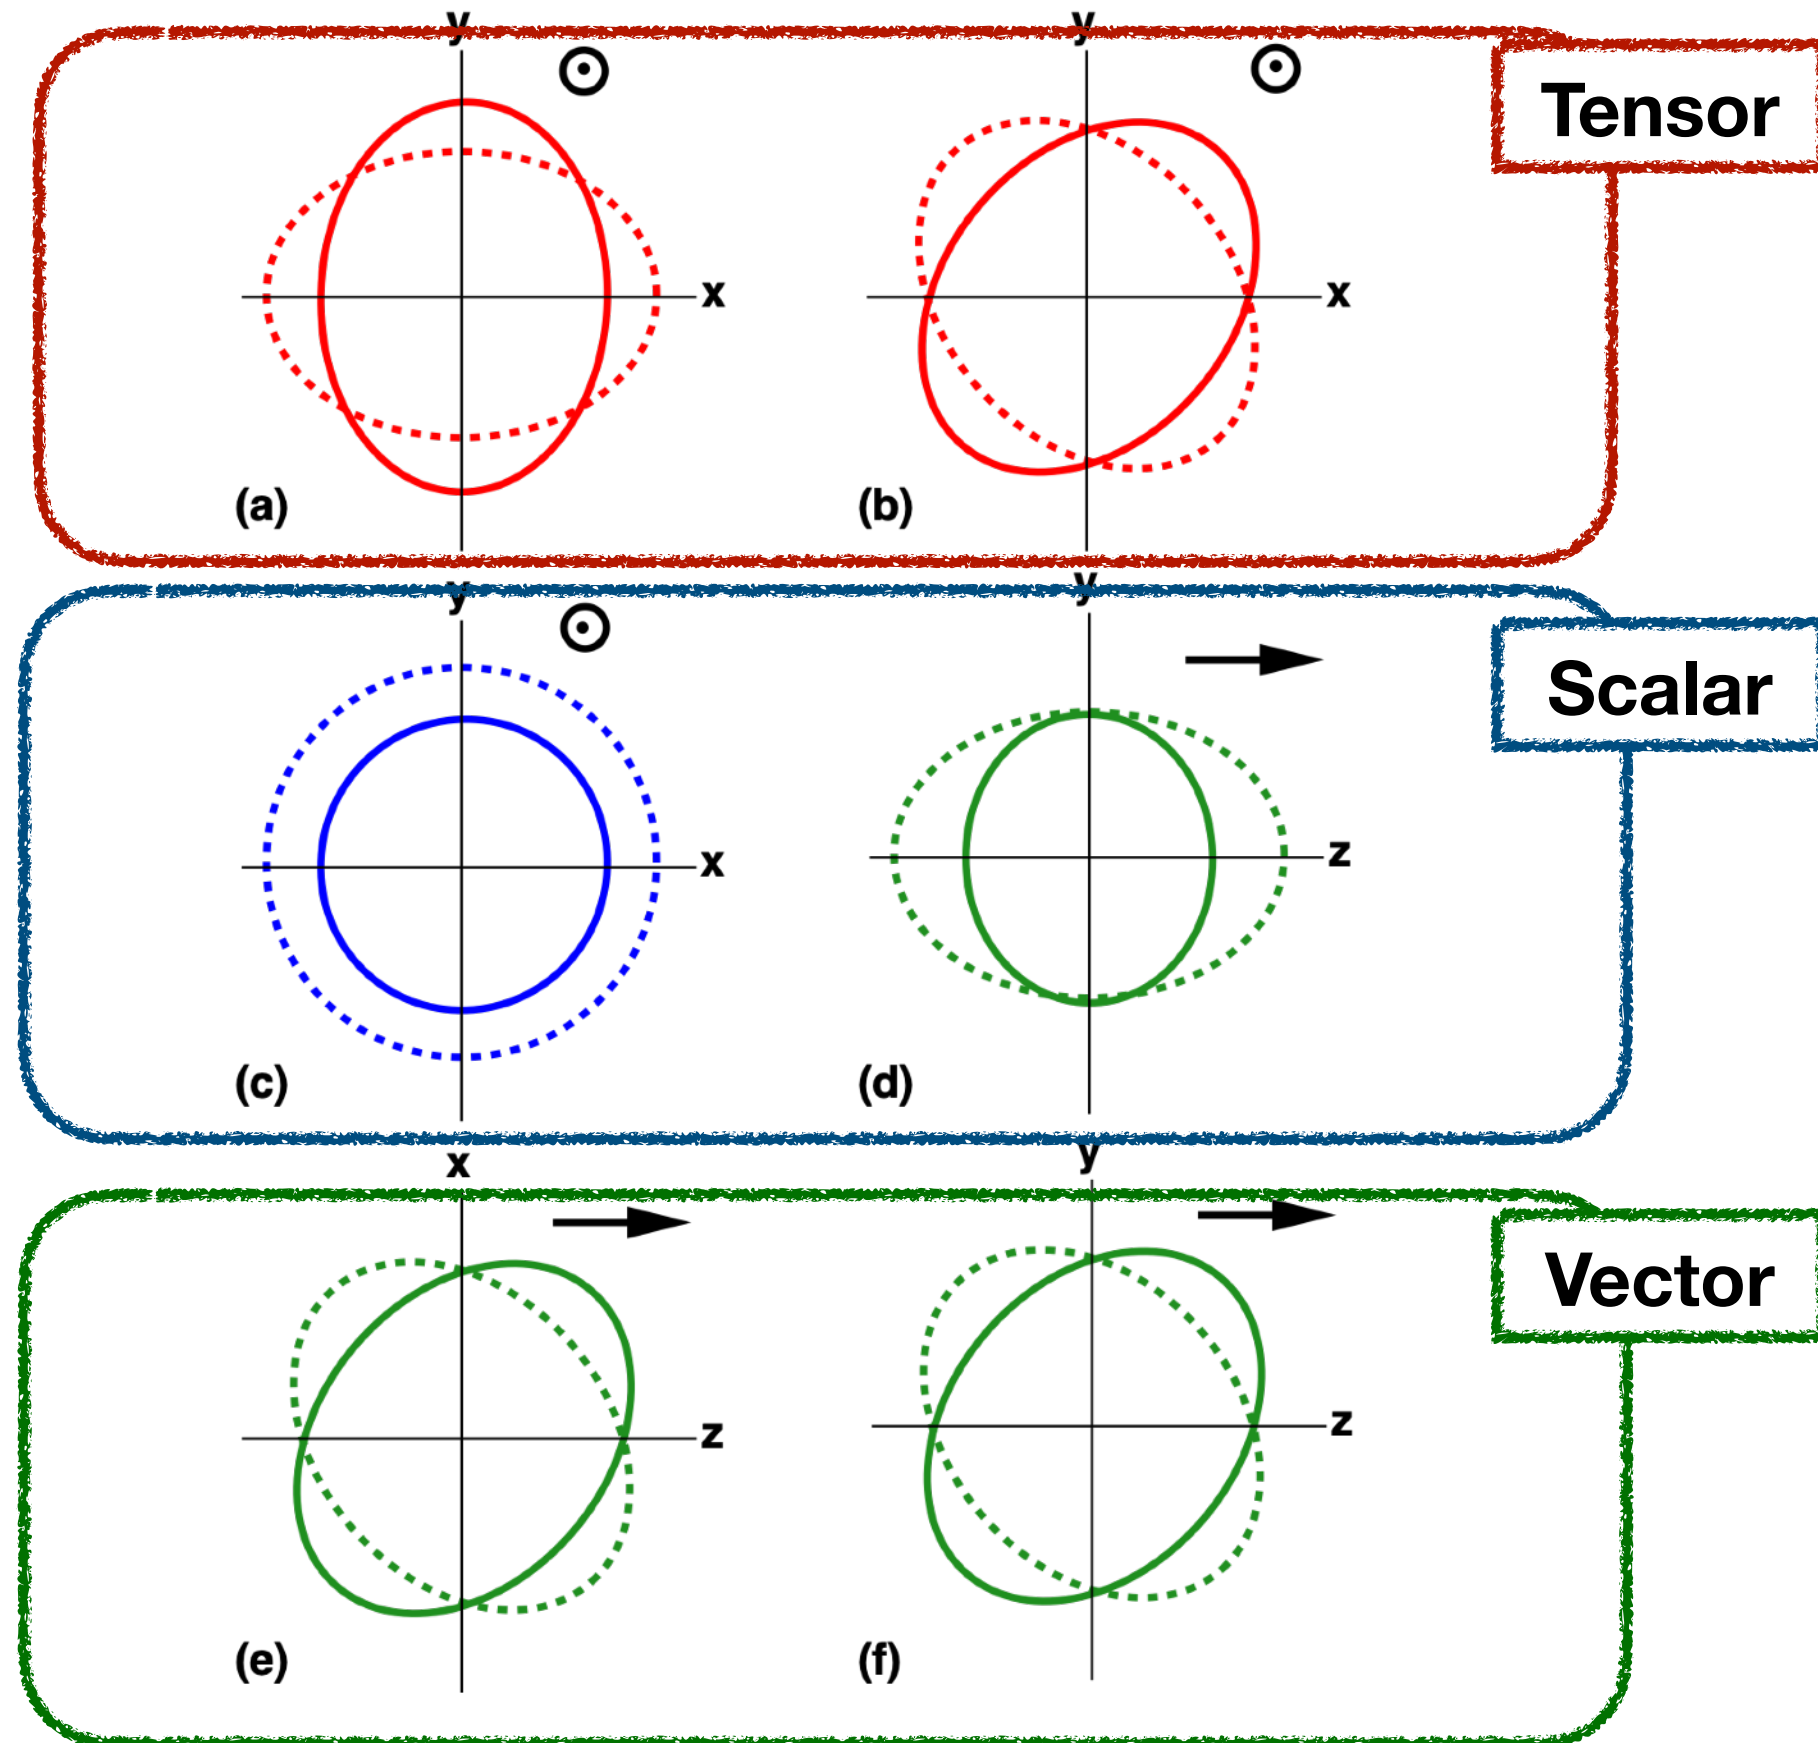 y
y
Tensor
x
x
(a)
(b)
y
y
Scalar
x
z
(c)
(d)
x
y
Vector
z
z
(e)
(f)